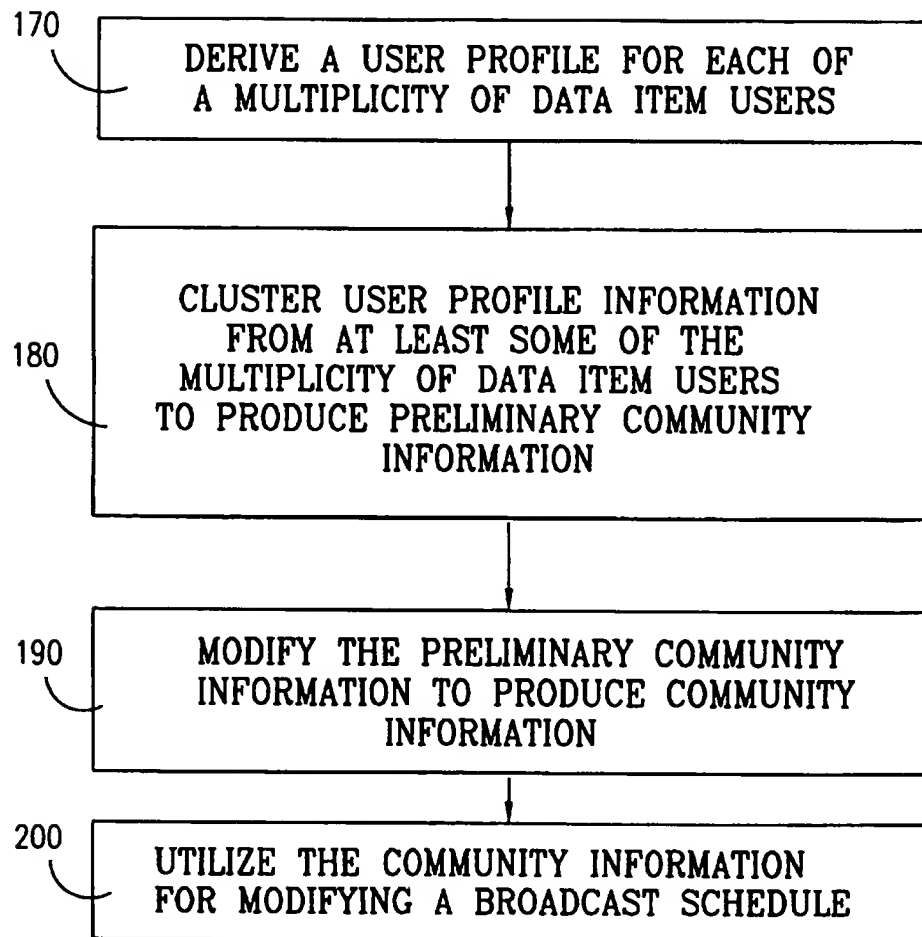 170
DERIVE A USER PROFILE FOR EACH OF
A MULTIPLICITY OF DATA ITEM USERS
180
CLUSTER USER PROFILE INFORMATION
FROM AT LEAST SOME OF THE
MULTIPLICITY OF DATA ITEM USERS
TO PRODUCE PRELIMINARY COMMUNITY
INFORMATION
190
MODIFY THE PRELIMINARY COMMUNITY
INFORMATION TO PRODUCE COMMUNITY
INFORMATION
200
UTILIZE THE COMMUNITY INFORMATION
FOR MODIFYING A BROADCAST SCHEDULE